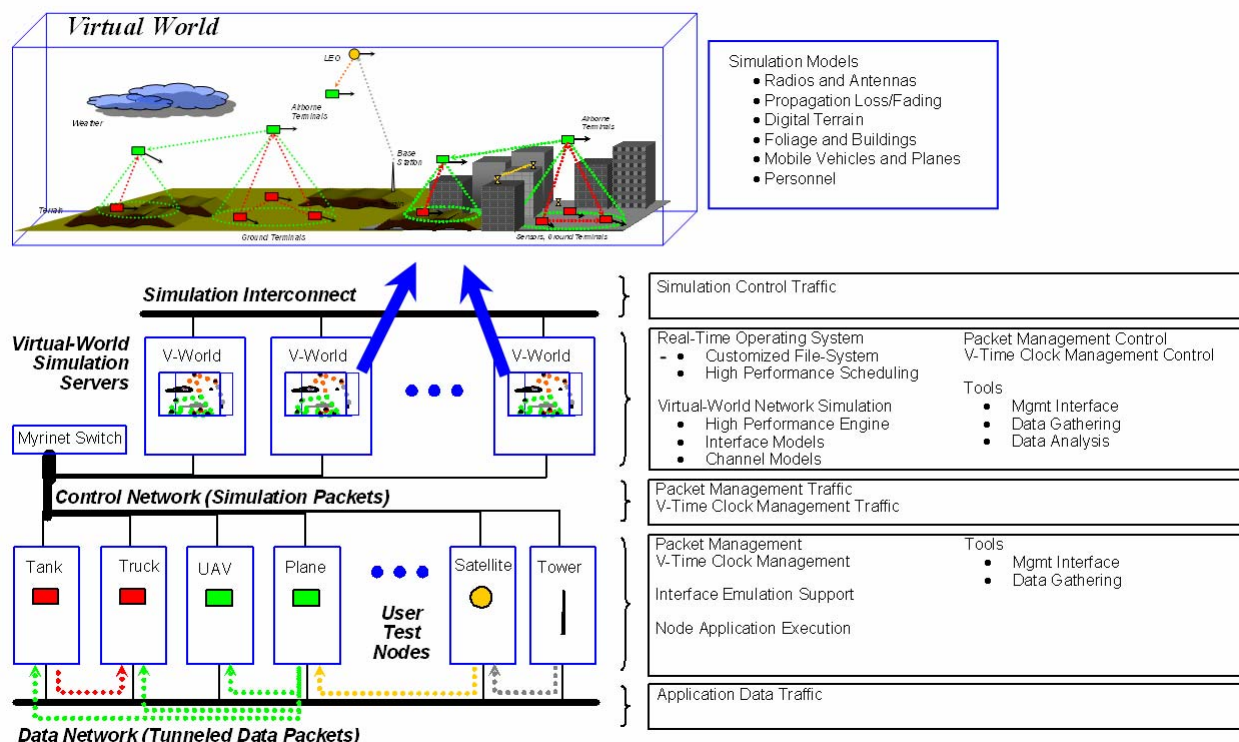 Virtual World
LEO
Weather
Airborne
Terminals
Airborne
Terminals
Base
Station
Terrain
Ground Terminals
Sensors, Ground Terminals
Simulation Models
• Radios and Antennas
• Propagation Loss/Fading
• Digital Terrain
• Foliage and Buildings
• Mobile Vehicles and Planes
• Personnel
Simulation Interconnect
Simulation Control Traffic
Virtual-World
Simulation
Servers
V-World
V-World
V-World
Myrinet Switch
Real-Time Operating System
- • Customized File-System
• High Performance Scheduling
Virtual-World Network Simulation
• High Performance Engine
• Interface Models
• Channel Models
Packet Management Control
V-Time Clock Management Control
Tools
• Mgmt Interface
• Data Gathering
• Data Analysis
Control Network (Simulation Packets)
Packet Management Traffic
V-Time Clock Management Traffic
Tank
Truck
UAV
Plane
Satellite
Tower
User
Test
Nodes
Packet Management
V-Time Clock Management
Interface Emulation Support
Node Application Execution
Tools
• Mgmt Interface
• Data Gathering
Application Data Traffic
Data Network (Tunneled Data Packets)